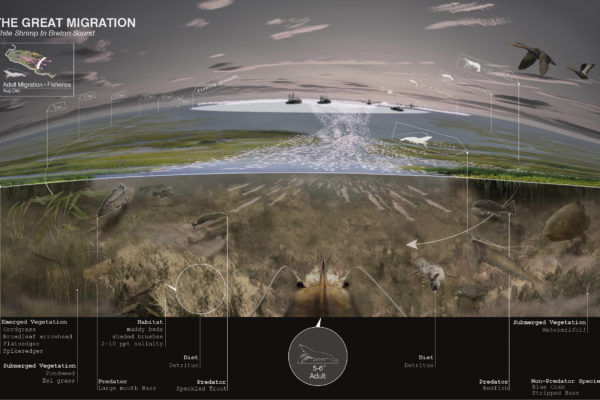 THE GREAT MIGRATION
White Shrimp In Breton Sound
Adult Migration - Fisheries
Aug-Dec
Emerged Vegetation
Cordgrass
Broadleaf arrowhead
Flatsedges
Spikesedges
Submerged Vegetation
Pondweed
Eel grass
Habitat
muddy beds
shaded brushes
2-10 ppt salinity
Predator
Large mouth Bass
Diet
Detritus
Predator
Speckled Trout
5-6"
Adult
Diet
Detritus
Predator
Redfish
Submerged Vegetation
Watermilfoil
Non-Predator Species
Blue Crab
Stripped Bass